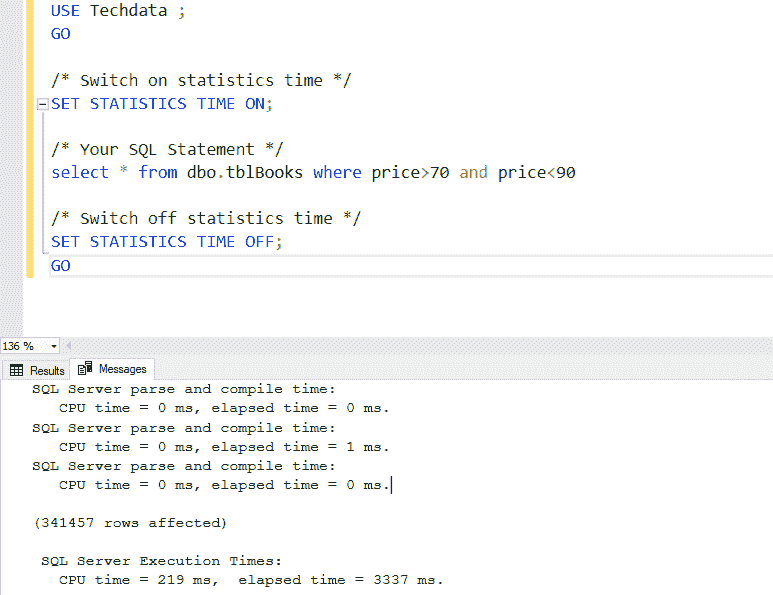 USE Techdata ;
GO
/* Switch on statistics time */
SET STATISTICS TIME ON;
/* Your SQL Statement */
select * from dbo.tblBooks where price>70 and price<90
/* Switch off statistics time */
SET STATISTICS TIME OFF;
GO
136 %
Results Messages
SQL Server parse and compile time:
CPU time = 0 ms, elapsed time = 0 ms.
SQL Server parse and compile time:
CPU time = 0 ms, elapsed time = 1 ms.
SQL Server parse and compile time:
CPU time = 0 ms, elapsed time = 0 ms.
(341457 rows affected)
SQL Server Execution Times:
CPU time = 219 ms,  elapsed time = 3337 ms.